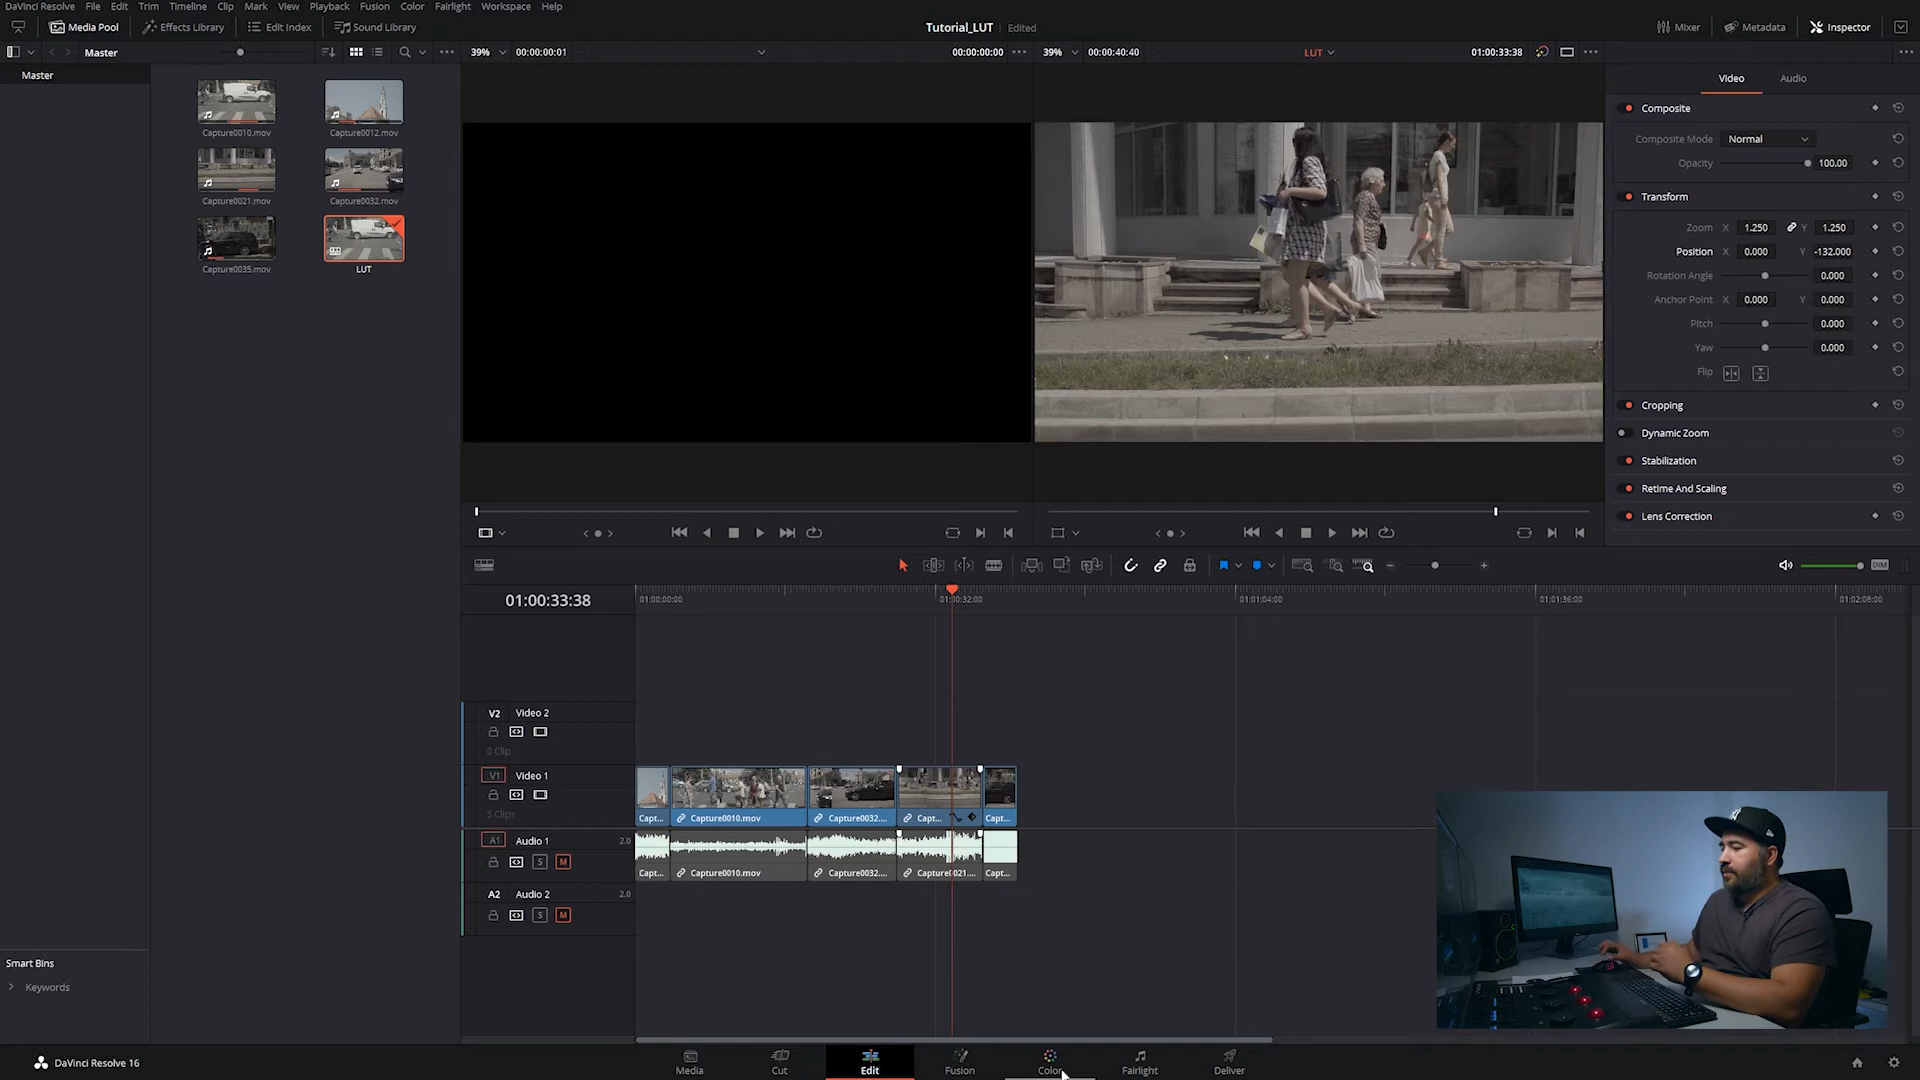 DaVinci Resolve File Edit Trim Timeline Clip Mark View Playback Fusion Color Fairlight Workspace Help
Media Pool Effects Library Edit Index Sound Library
Tutorial_LUT Edited
Mixer Metadata Inspector
Master
39% 00:00:00:01 00:00:00:00
39% 00:00:40:40 LUT 01:00:33:38
Master
Capture0010.mov Capture0012.mov
Capture0021.mov Capture0032.mov
Capture0035.mov LUT
Smart Bins
Keywords
Video Audio
Composite
Composite Mode Normal
Opacity 100.00
Transform
Zoom X 1.250 Y 1.250
Position X 0.000 Y -132.000
Rotation Angle 0.000
Anchor Point X 0.000 Y 0.000
Pitch 0.000
Yaw 0.000
Flip
Cropping
Dynamic Zoom
Stabilization
Retime And Scaling
Lens Correction
DIM
01:00:33:38
01:00:00:00 01:00:32:00 01:01:04:00 01:01:36:00 01:02:08:00
V2 Video 2
0 Clip
V1 Video 1
5 Clips
Capt... Capture0010.mov Capture0032.... Capt... Capt...
A1 Audio 1 2.0
S M
Capt... Capture0010.mov Capture0032.... Capture0021.... Capt...
A2 Audio 2 2.0
S M
DaVinci Resolve 16
Media Cut Edit Fusion Color Fairlight Deliver